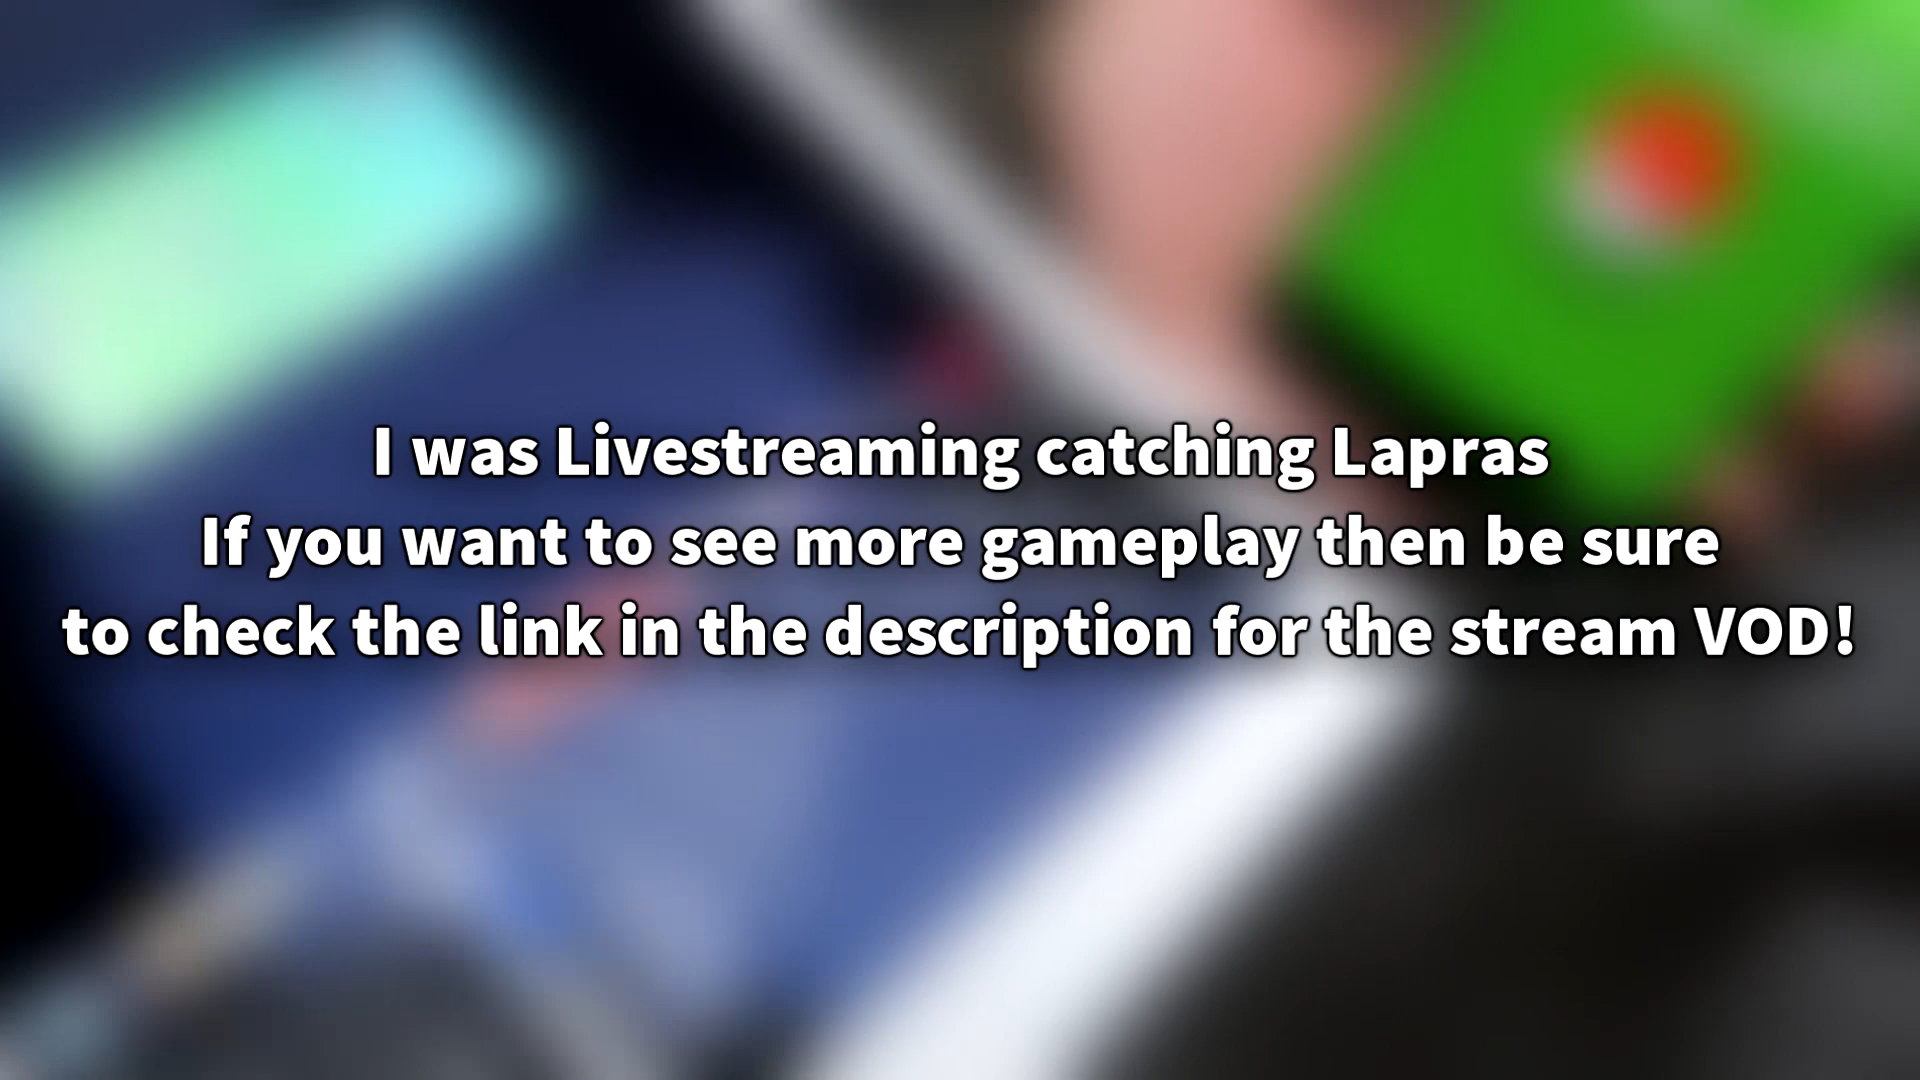 I was Livestreaming catching Lapras
If you want to see more gameplay then be sure
to check the link in the description for the stream VOD!